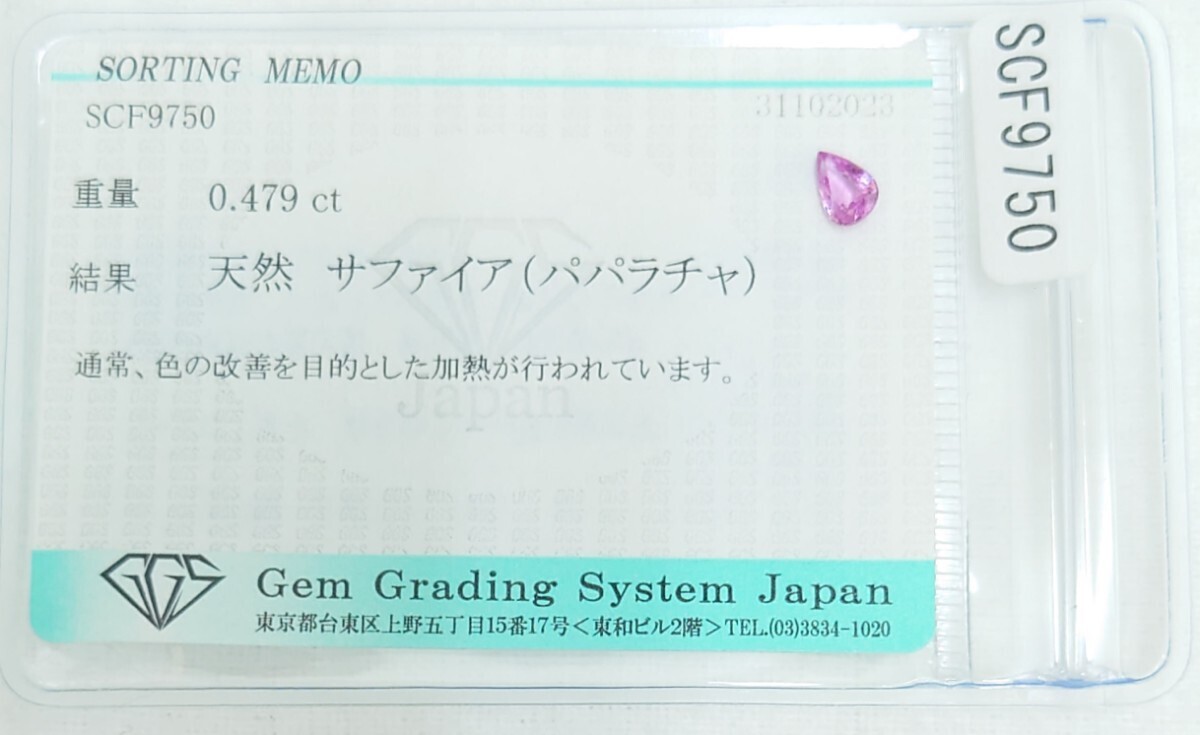 SORTING MEMO
SCF9750
31102023
重量 0.479 ct
結果 天然 サファイア(パパラチャ)
通常、色の改善を目的とした加熱が行われています。
Japan
GGS
Gem Grading System Japan
東京都台東区上野五丁目15番17号<東和ビル2階>TEL.(03)3834-1020
SCF9750